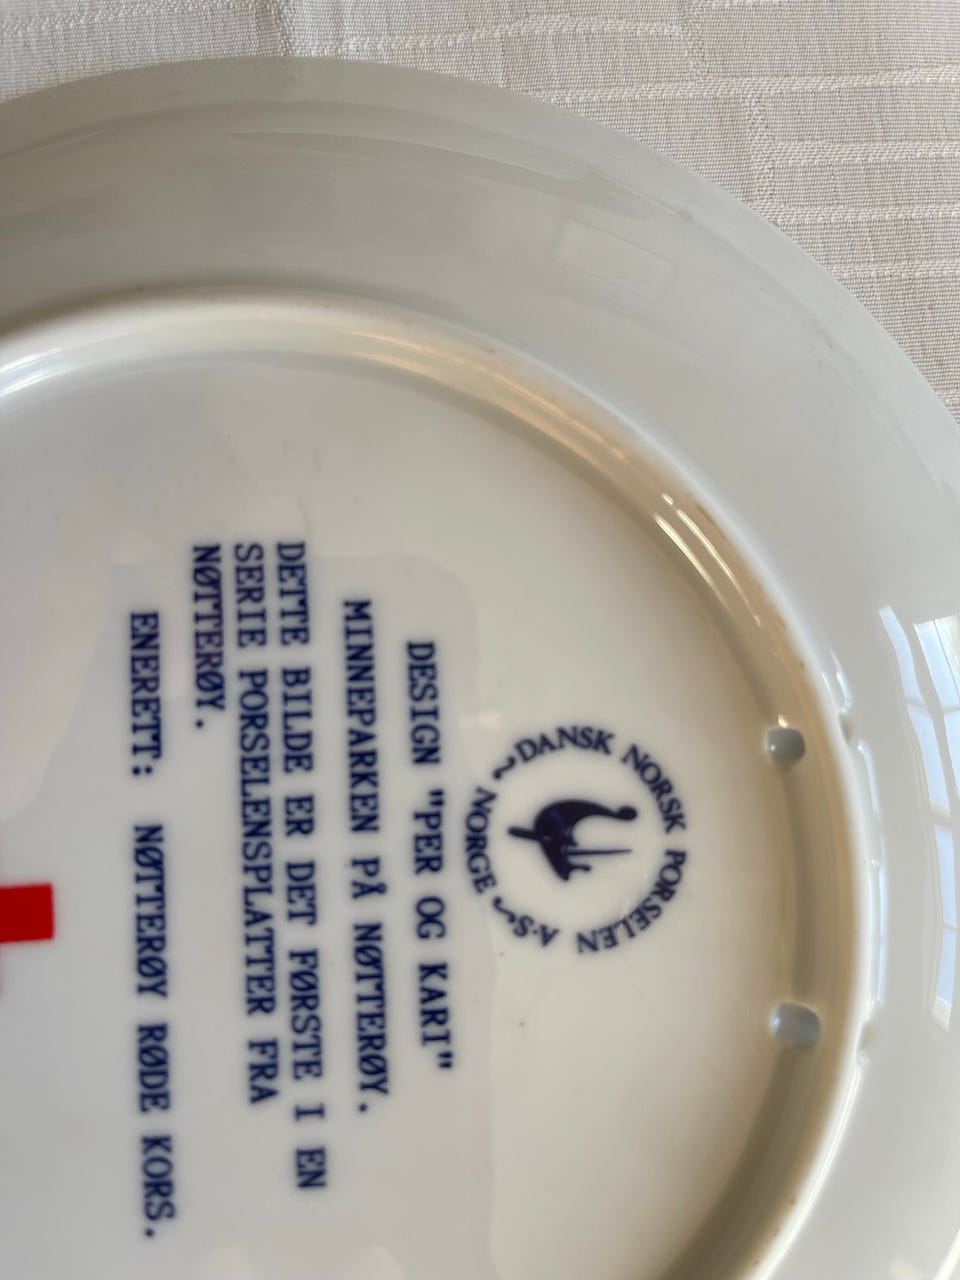 ~DANSK NORSK PORSELEN A·S~
NORGE
DESIGN "PER OG KARI"
MINNEPARKEN PÅ NØTTERØY.
DETTE BILDE ER DET FØRSTE I EN
SERIE PORSELENSPLATTER FRA
NØTTERØY.
ENERETT: NØTTERØY RØDE KORS.